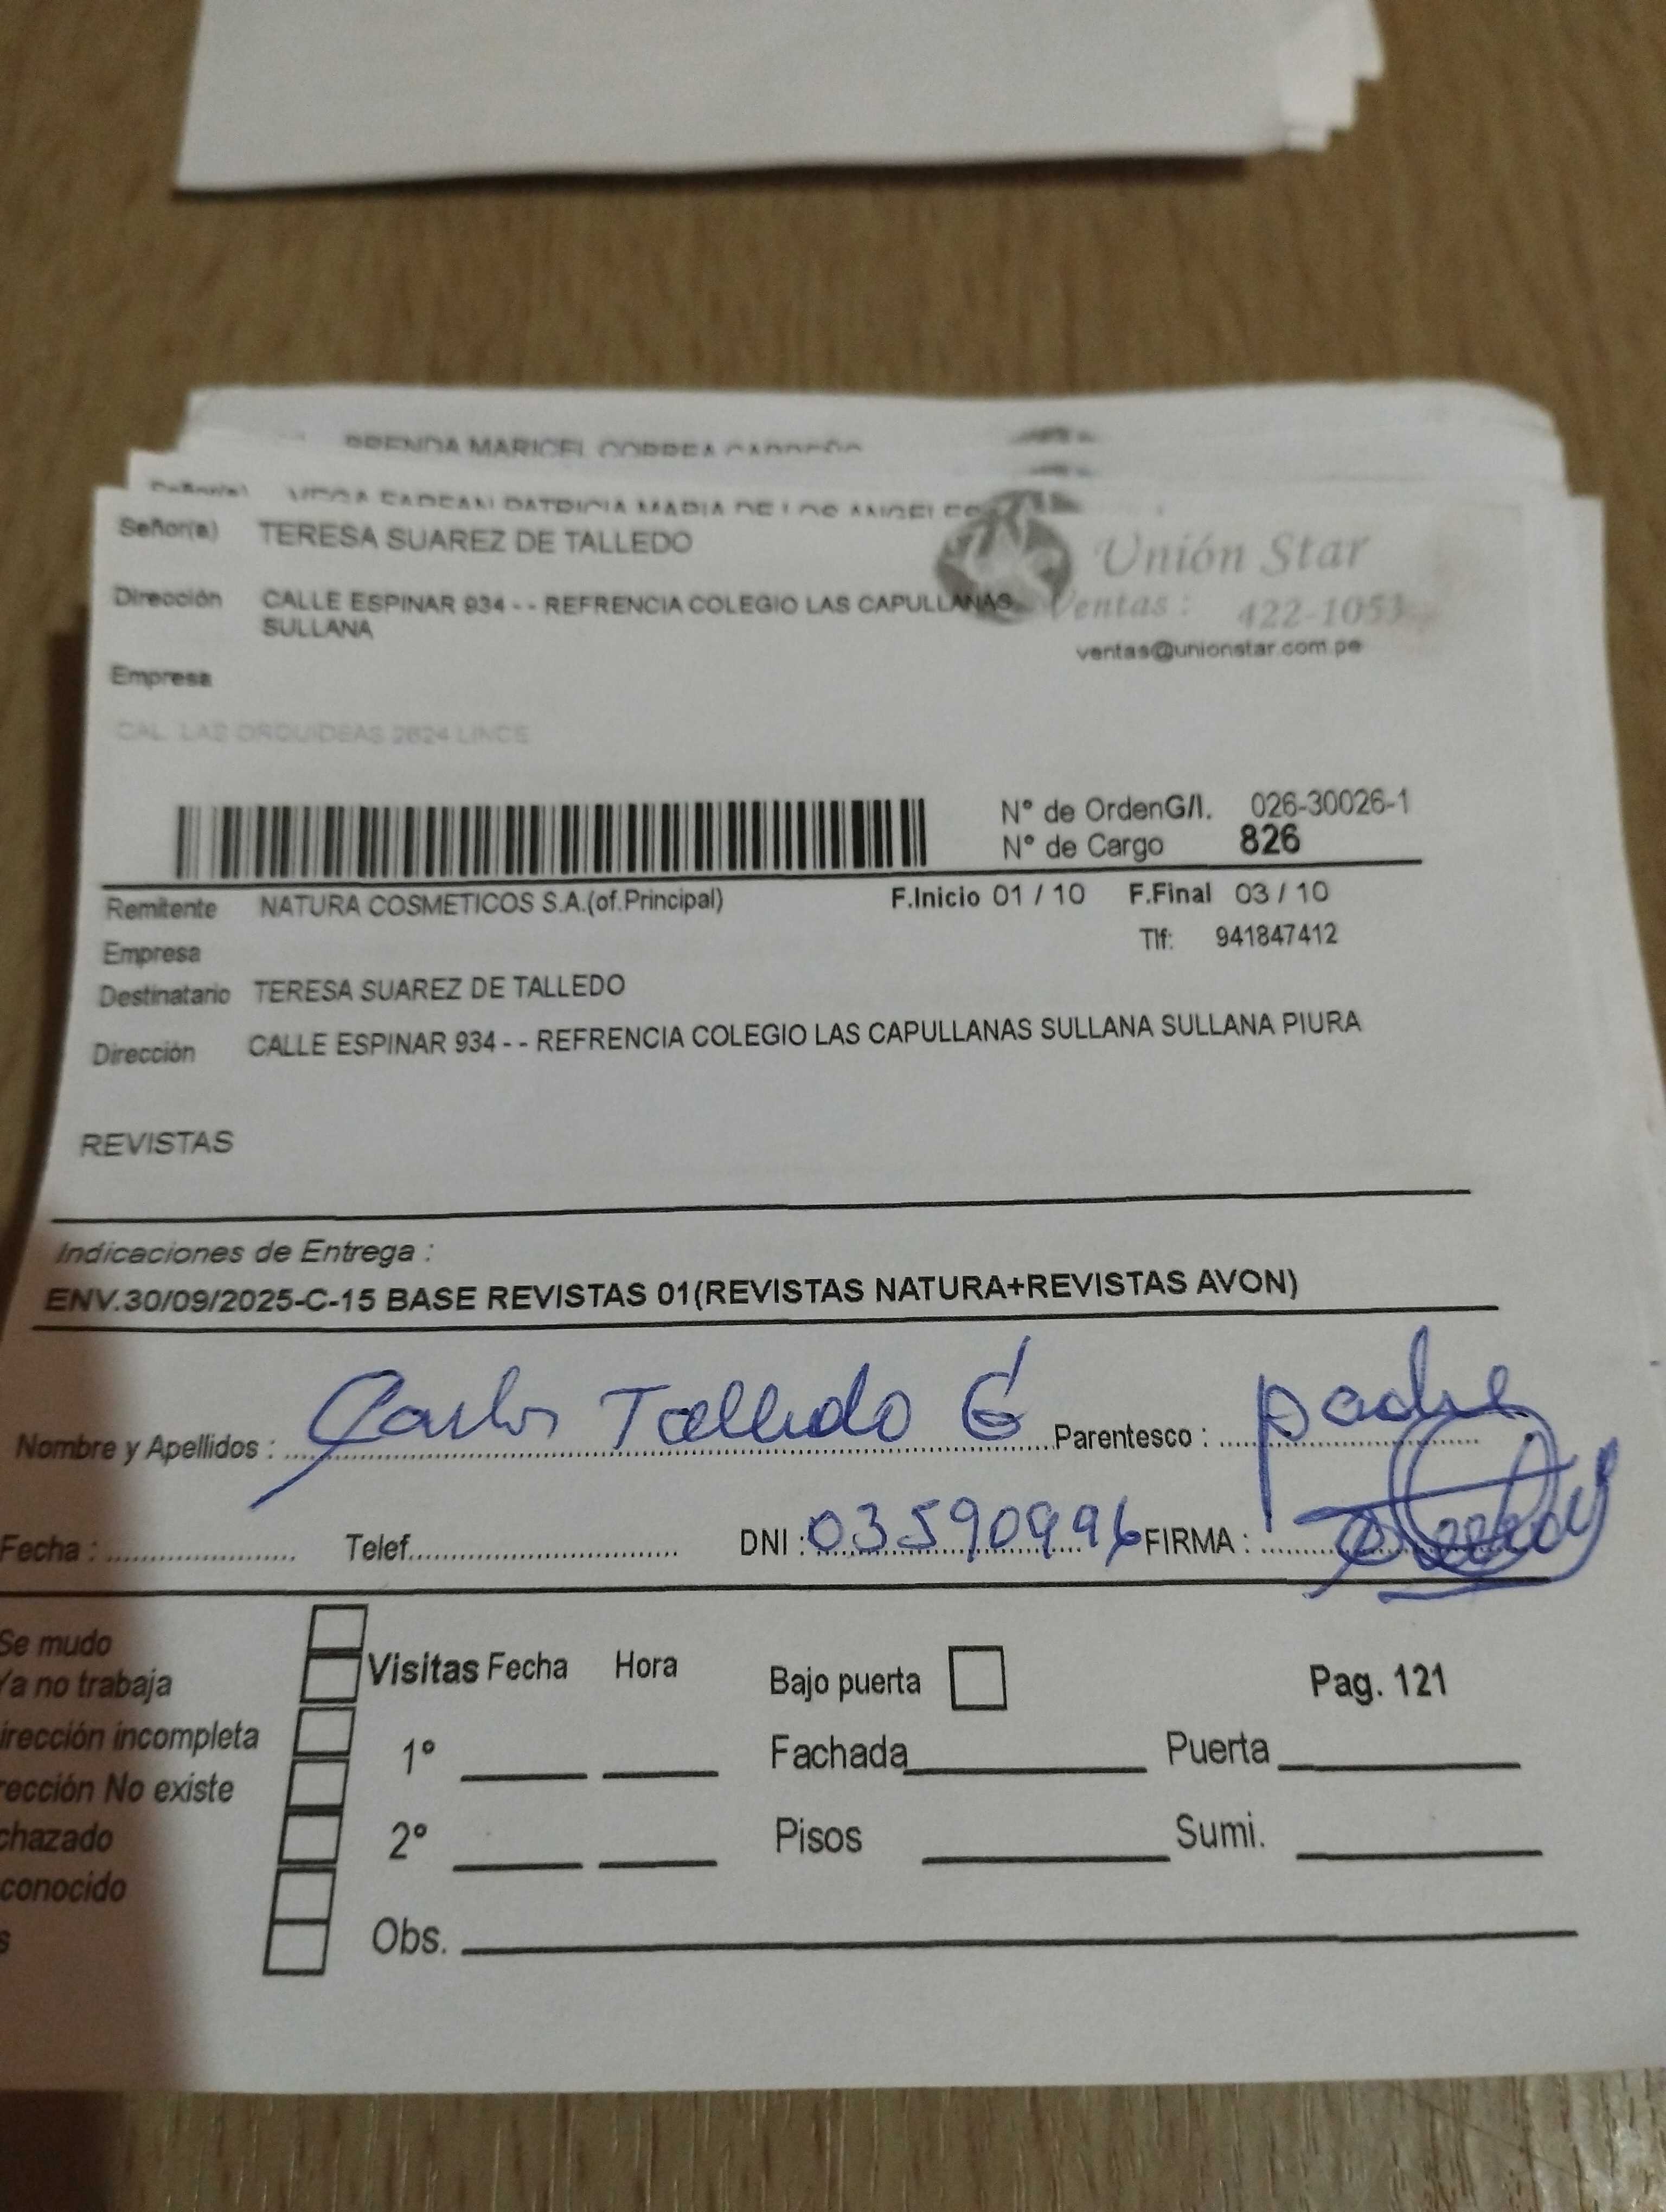 BRENDA MARICEL CORREA CARREÑO
Señor(a) VEGA FARFAN PATRICIA MARIA DE LOS ANGELES
Señor(a) TERESA SUAREZ DE TALLEDO
Unión Star
Dirección CALLE ESPINAR 934 - - REFRENCIA COLEGIO LAS CAPULLANAS
SULLANA
Ventas : 422-1053
ventas@unionstar.com.pe
Empresa
CAL. LAS ORQUIDEAS 2624 LINCE
N° de OrdenG/I. 026-30026-1
N° de Cargo 826
Remitente NATURA COSMETICOS S.A.(of.Principal) F.Inicio 01 / 10 F.Final 03 / 10
Empresa Tlf: 941847412
Destinatario TERESA SUAREZ DE TALLEDO
Dirección CALLE ESPINAR 934 - - REFRENCIA COLEGIO LAS CAPULLANAS SULLANA SULLANA PIURA
REVISTAS
Indicaciones de Entrega :
ENV.30/09/2025-C-15 BASE REVISTAS 01(REVISTAS NATURA+REVISTAS AVON)
Nombre y Apellidos : Carlos Talledo G Parentesco : padre
Fecha : Telef. DNI : 03590996 FIRMA :
Se mudo
Ya no trabaja
irección incompleta
rección No existe
chazado
conocido
s
Visitas Fecha Hora Bajo puerta Pag. 121
1° Fachada Puerta
2° Pisos Sumi.
Obs.